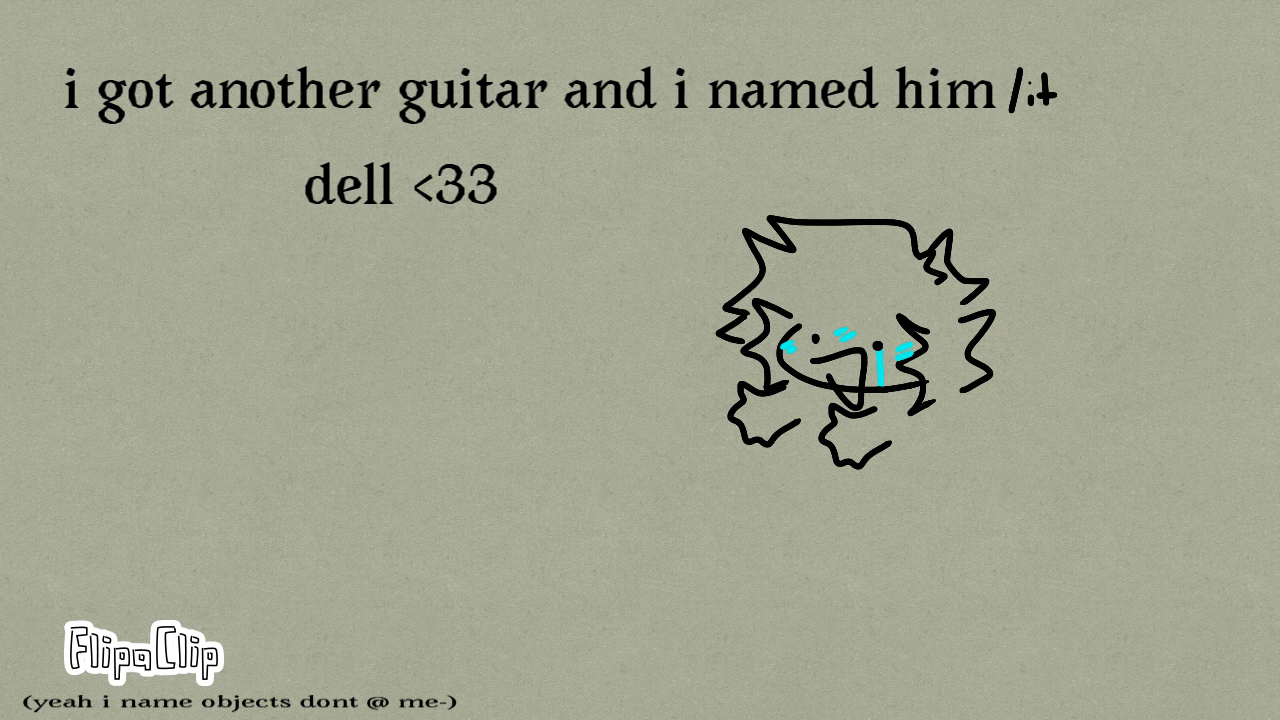 i got another guitar and i named him /it
dell <33
FlipaClip
(yeah i name objects dont @ me-)